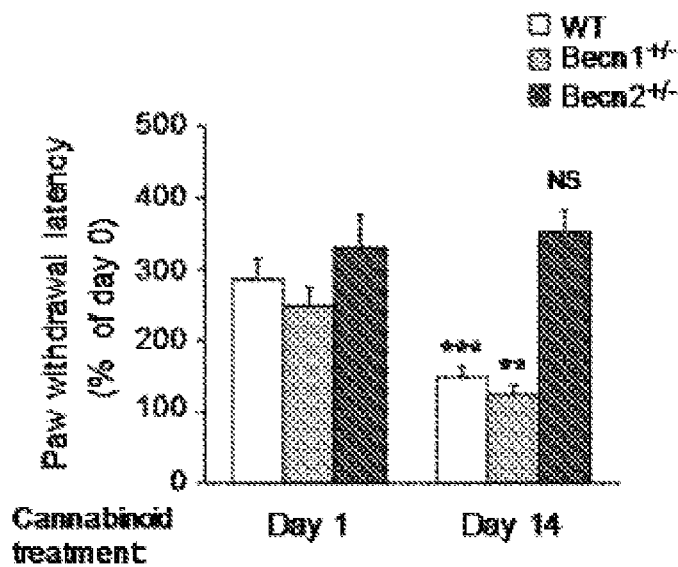 WT
Becn1+/-
Becn2+/-
Paw withdrawal latency
(% of day 0)
500
400
300
200
100
0
NS
***
**
Cannabinoid
treatment
Day 1
Day 14